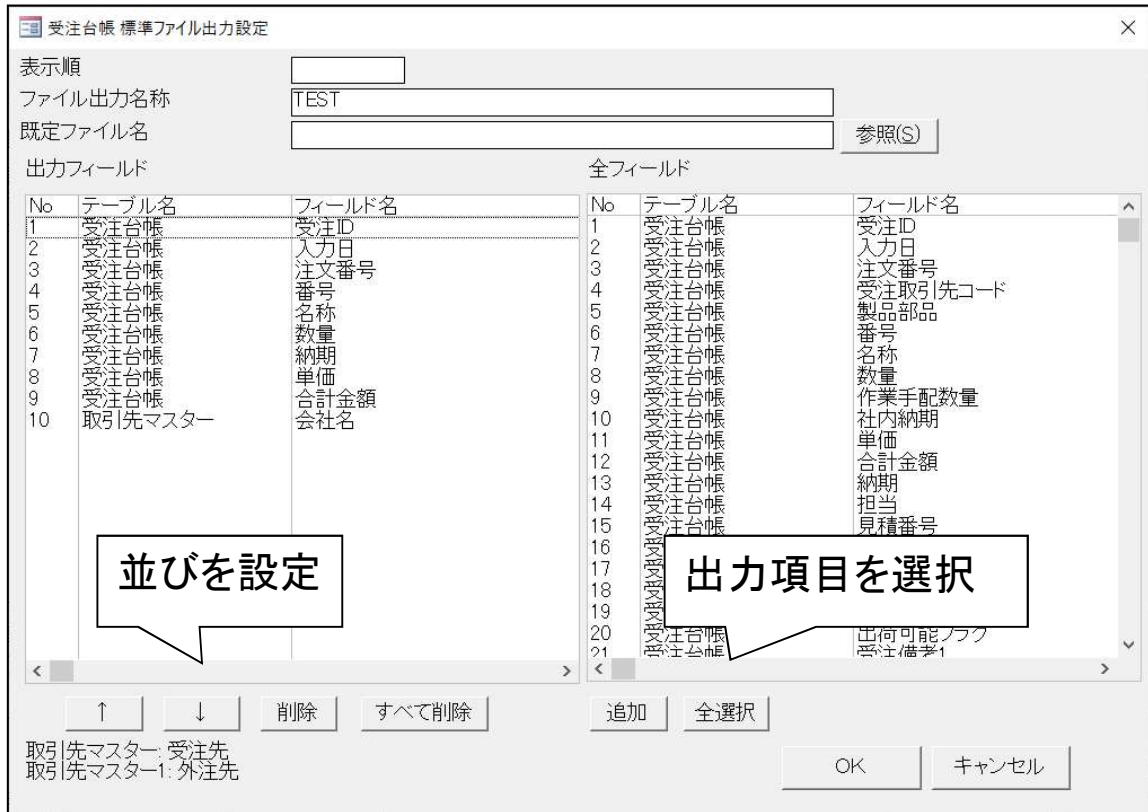 受注台帳 標準ファイル出力設定
表示順
ファイル出力名称 TEST
既定ファイル名 参照(S)
出力フィールド
No テーブル名 フィールド名
1 受注台帳 受注ID
2 受注台帳 入力日
3 受注台帳 注文番号
4 受注台帳 番号
5 受注台帳 名称
6 受注台帳 数量
7 受注台帳 納期
8 受注台帳 単価
9 受注台帳 合計金額
10 取引先マスター 会社名
並びを設定
↑ ↓ 削除 すべて削除
取引先マスター: 受注先
取引先マスター1: 外注先
全フィールド
No テーブル名 フィールド名
1 受注台帳 受注ID
2 受注台帳 入力日
3 受注台帳 注文番号
4 受注台帳 受注取引先コード
5 受注台帳 製品部品
6 受注台帳 番号
7 受注台帳 名称
8 受注台帳 数量
9 受注台帳 作業手配数量
10 受注台帳 社内納期
11 受注台帳 単価
12 受注台帳 合計金額
13 受注台帳 納期
14 受注台帳 担当
15 受注台帳 見積番号
16 受
17 受
18 受
19 受
20 受注台帳 出荷可能フラグ
21 受注台帳 受注備考1
出力項目を選択
追加 全選択
OK キャンセル